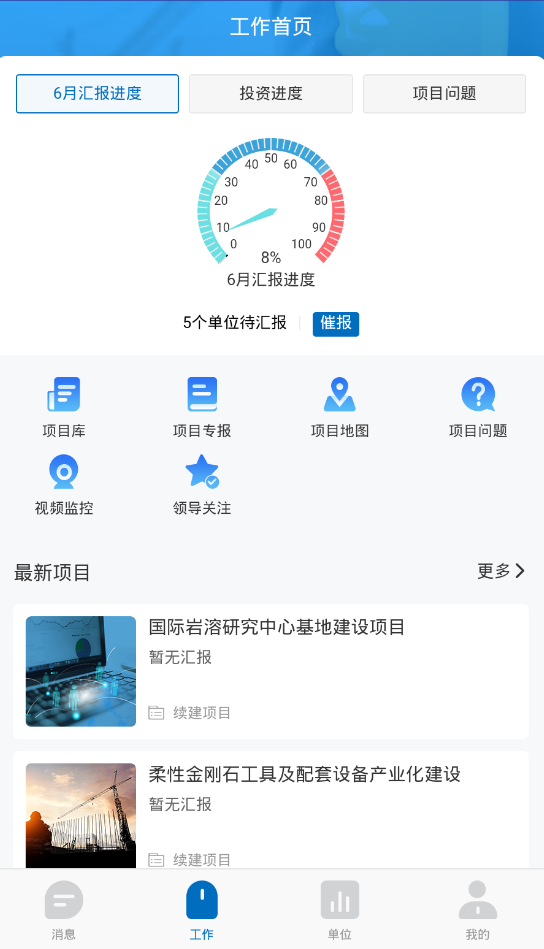 工作首页
6月汇报进度
投资进度
项目问题
0
10
20
30
40
50
60
70
80
90
100
8%
6月汇报进度
5个单位待汇报
催报
项目库
项目专报
项目地图
项目问题
视频监控
领导关注
最新项目
更多
国际岩溶研究中心基地建设项目
暂无汇报
续建项目
柔性金刚石工具及配套设备产业化建设
暂无汇报
续建项目
消息
工作
单位
我的